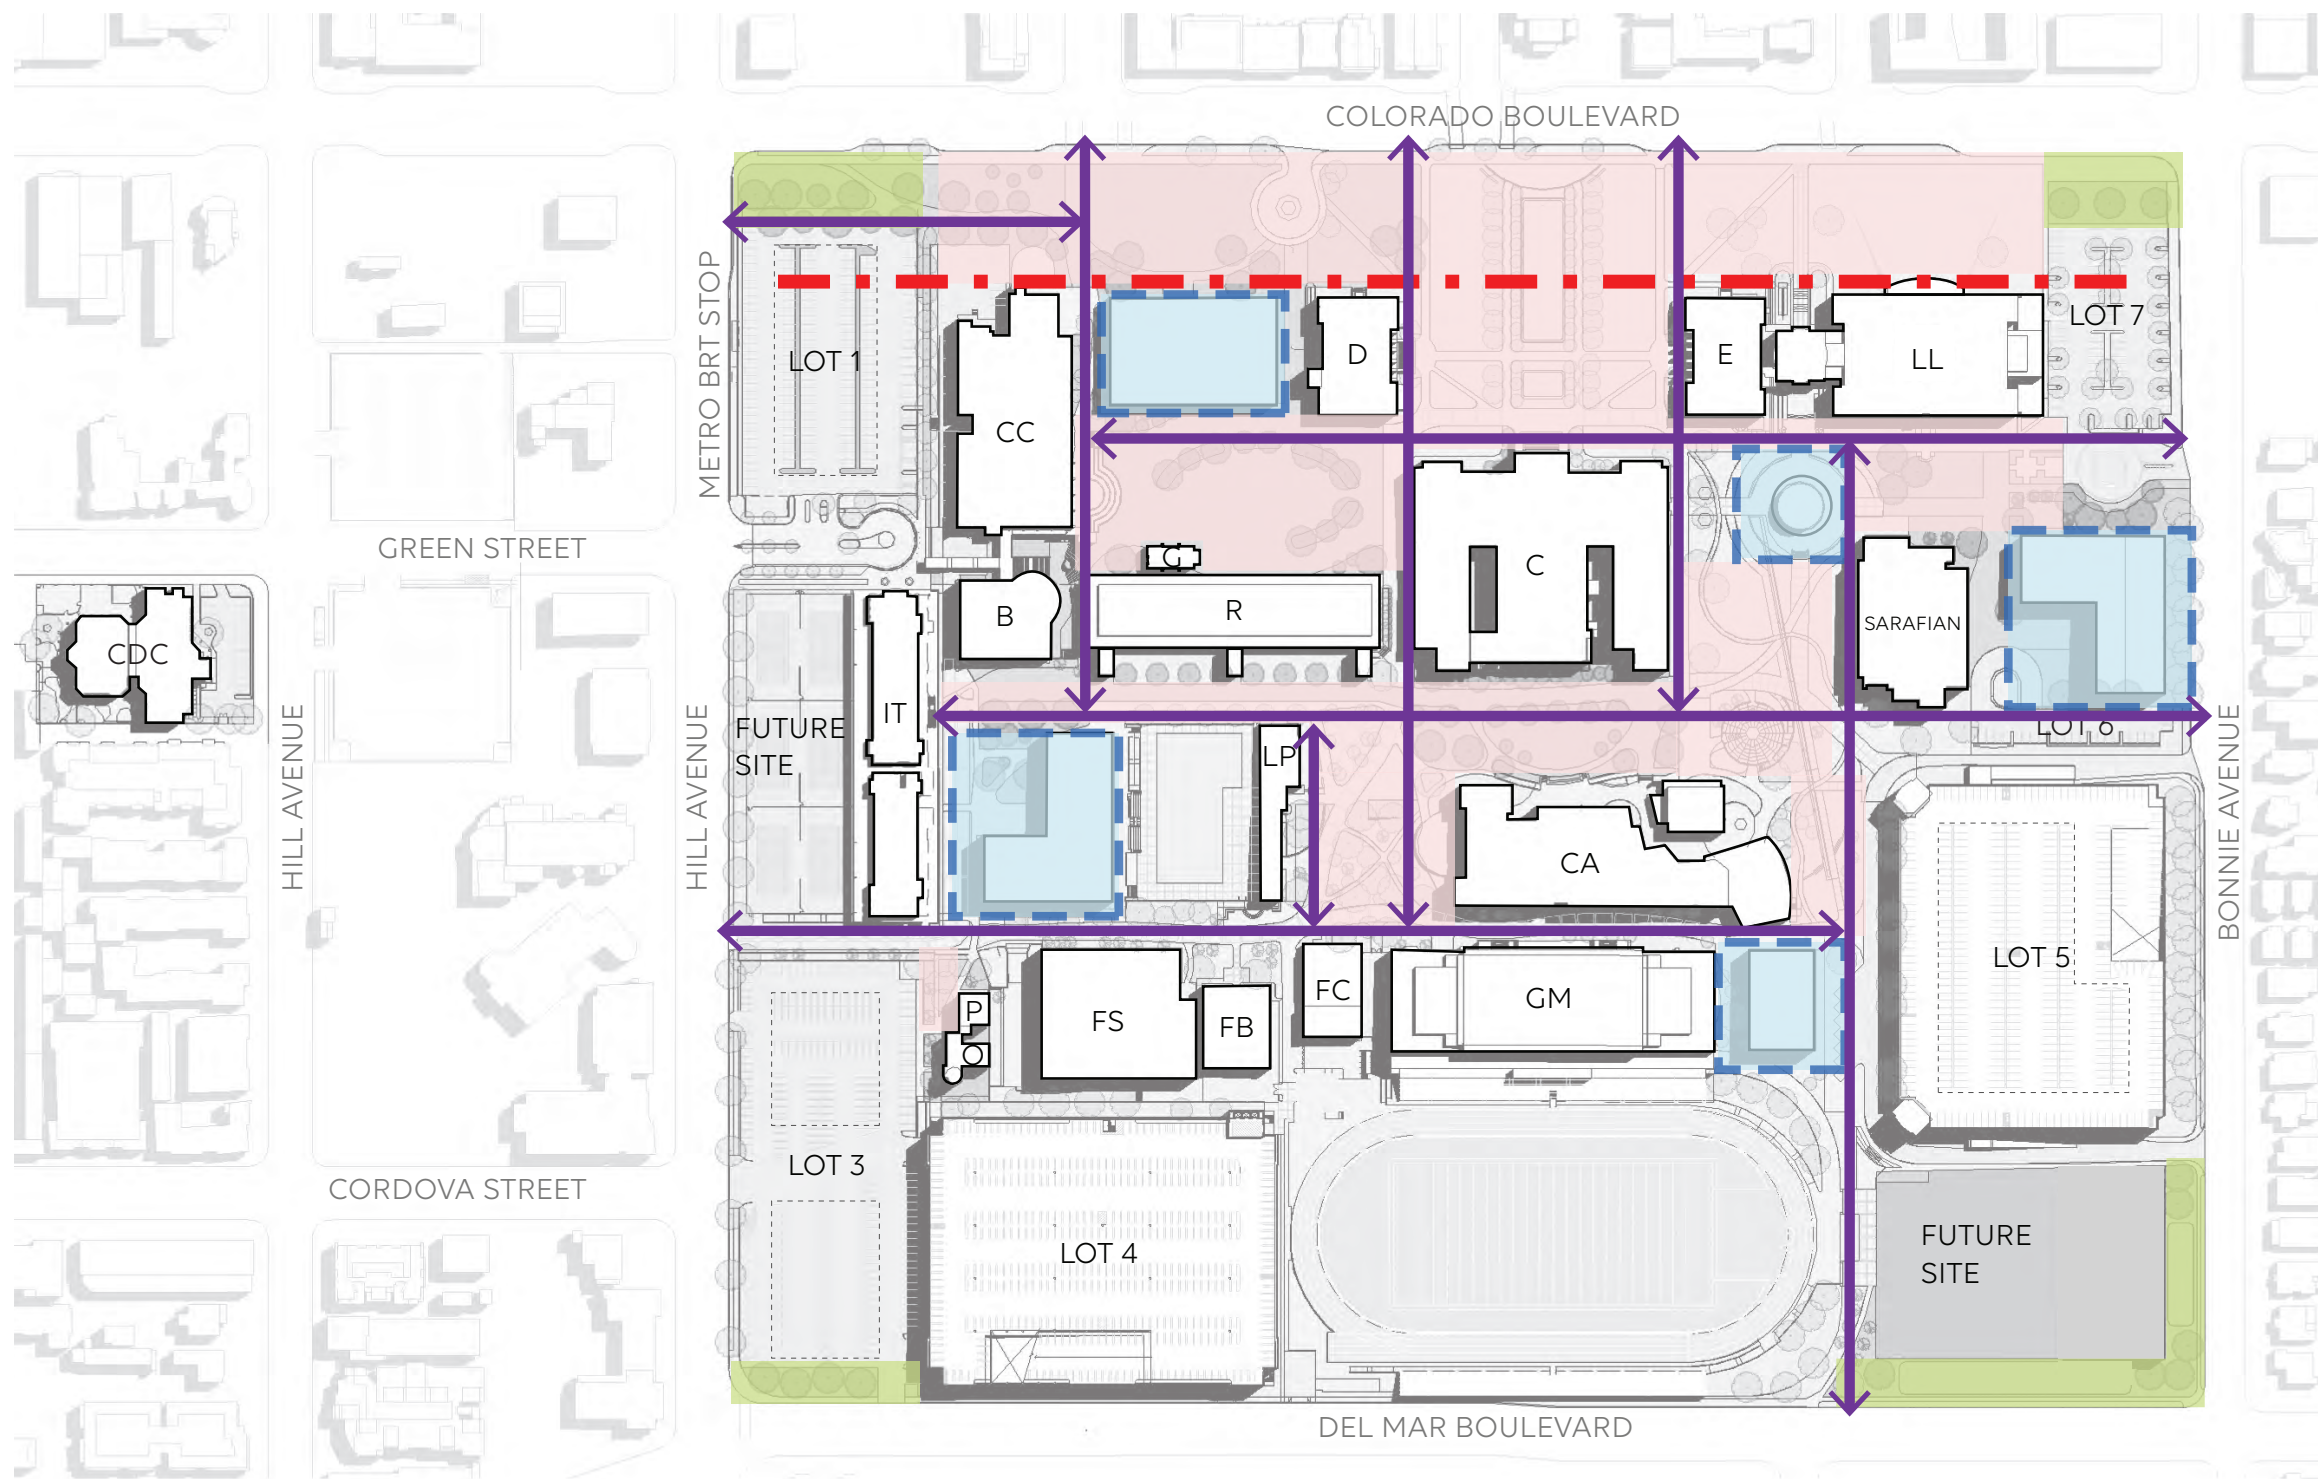 COLORADO BOULEVARD
METRO BRT STOP
LOT 1
CC
D
E
LL
LOT 7
GREEN STREET
G
C
R
B
SARAFIAN
CDC
HILL AVENUE
HILL AVENUE
FUTURE
SITE
IT
LP
LOT 6
BONNIE AVENUE
CA
P
O
FS
FB
FC
GM
LOT 5
LOT 3
CORDOVA STREET
LOT 4
FUTURE
SITE
DEL MAR BOULEVARD